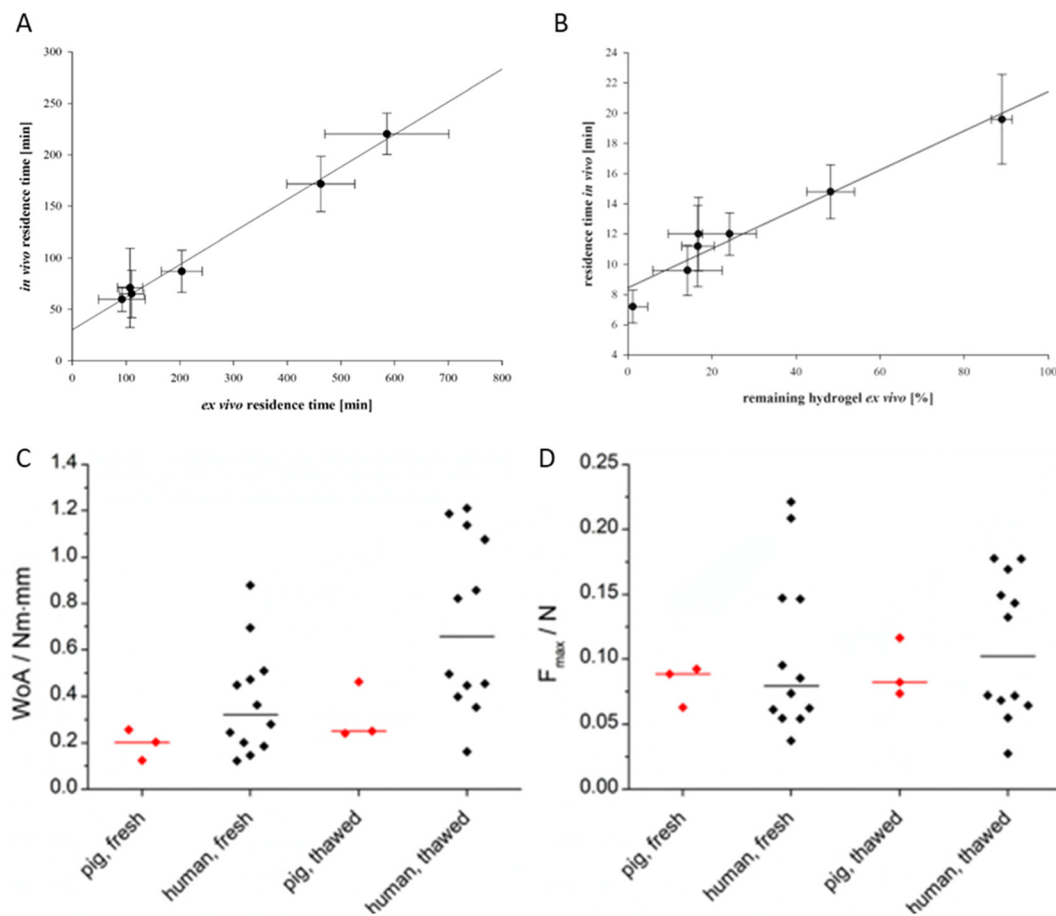 A
B
300
250
200
150
100
50
0
in vivo residence time [min]
0 100 200 300 400 500 600 700 800
ex vivo residence time [min]
24
22
20
18
16
14
12
10
8
6
4
residence time in vivo [min]
0 20 40 60 80 100
remaining hydrogel ex vivo [%]
C
D
1.4
1.2
1.0
0.8
0.6
0.4
0.2
0.0
WoA / Nm·mm
pig, fresh
human, fresh
pig, thawed
human, thawed
0.25
0.20
0.15
0.10
0.05
0.00
Fmax / N
pig, fresh
human, fresh
pig, thawed
human, thawed